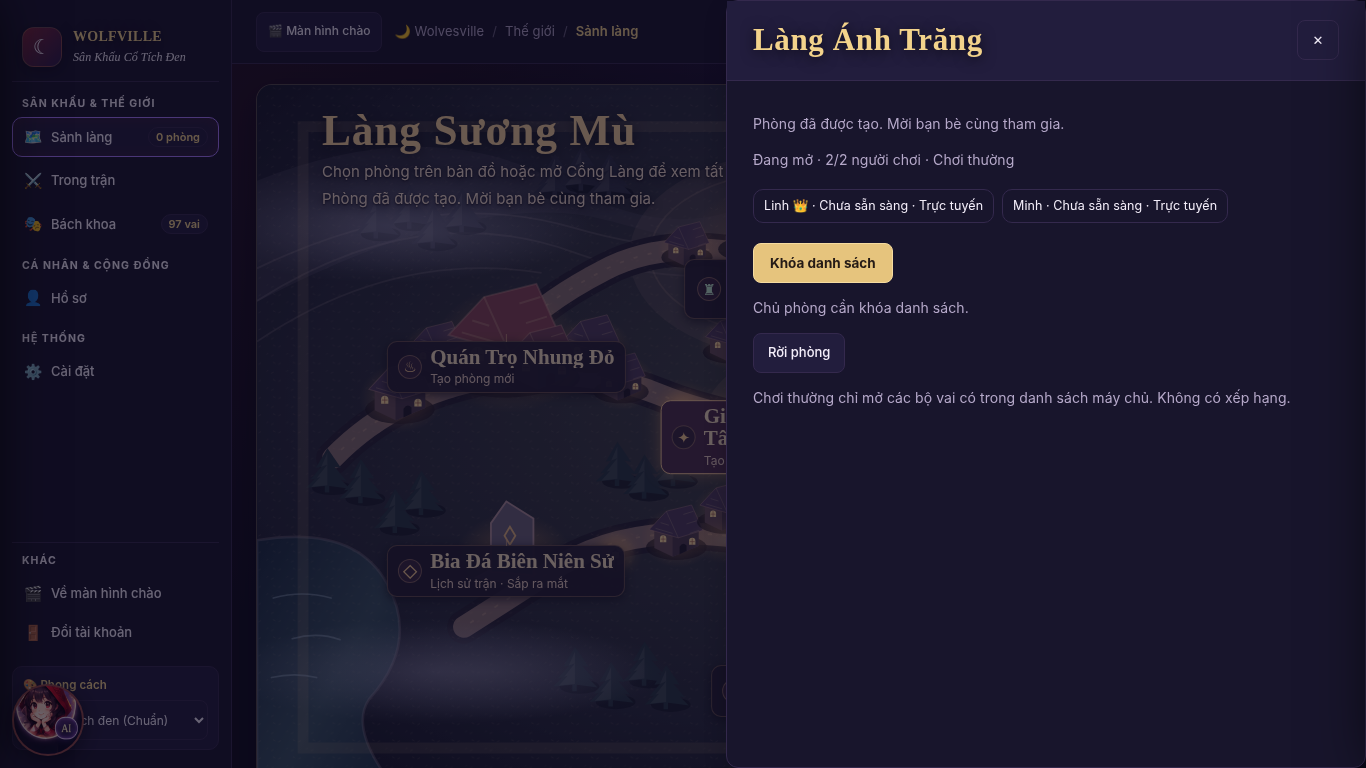 WOLFVILLE
Sân Khấu Cổ Tích Đen
SÂN KHẤU & THẾ GIỚI
🗺️ Sảnh làng 0 phòng
⚔️ Trong trận
🎭 Bách khoa 97 vai
CÁ NHÂN & CỘNG ĐỒNG
👤 Hồ sơ
HỆ THỐNG
⚙️ Cài đặt
KHÁC
🎬 Về màn hình chào
🚪 Đổi tài khoản
🎨 Phong cách
ch đen (Chuẩn)
AI
🎬 Màn hình chào
🌙 Wolvesville / Thế giới / Sảnh làng
Làng Sương Mù
Chọn phòng trên bản đồ hoặc mở Cổng Làng để xem tất
Phòng đã được tạo. Mời bạn bè cùng tham gia.
Quán Trọ Nhung Đỏ
Tạo phòng mới
Gi
Tà
Tạo
Bia Đá Biên Niên Sử
Lịch sử trận · Sắp ra mắt
Làng Ánh Trăng
×
Phòng đã được tạo. Mời bạn bè cùng tham gia.
Đang mở · 2/2 người chơi · Chơi thường
Linh 👑 · Chưa sẵn sàng · Trực tuyến
Minh · Chưa sẵn sàng · Trực tuyến
Khóa danh sách
Chủ phòng cần khóa danh sách.
Rời phòng
Chơi thường chỉ mở các bộ vai có trong danh sách máy chủ. Không có xếp hạng.